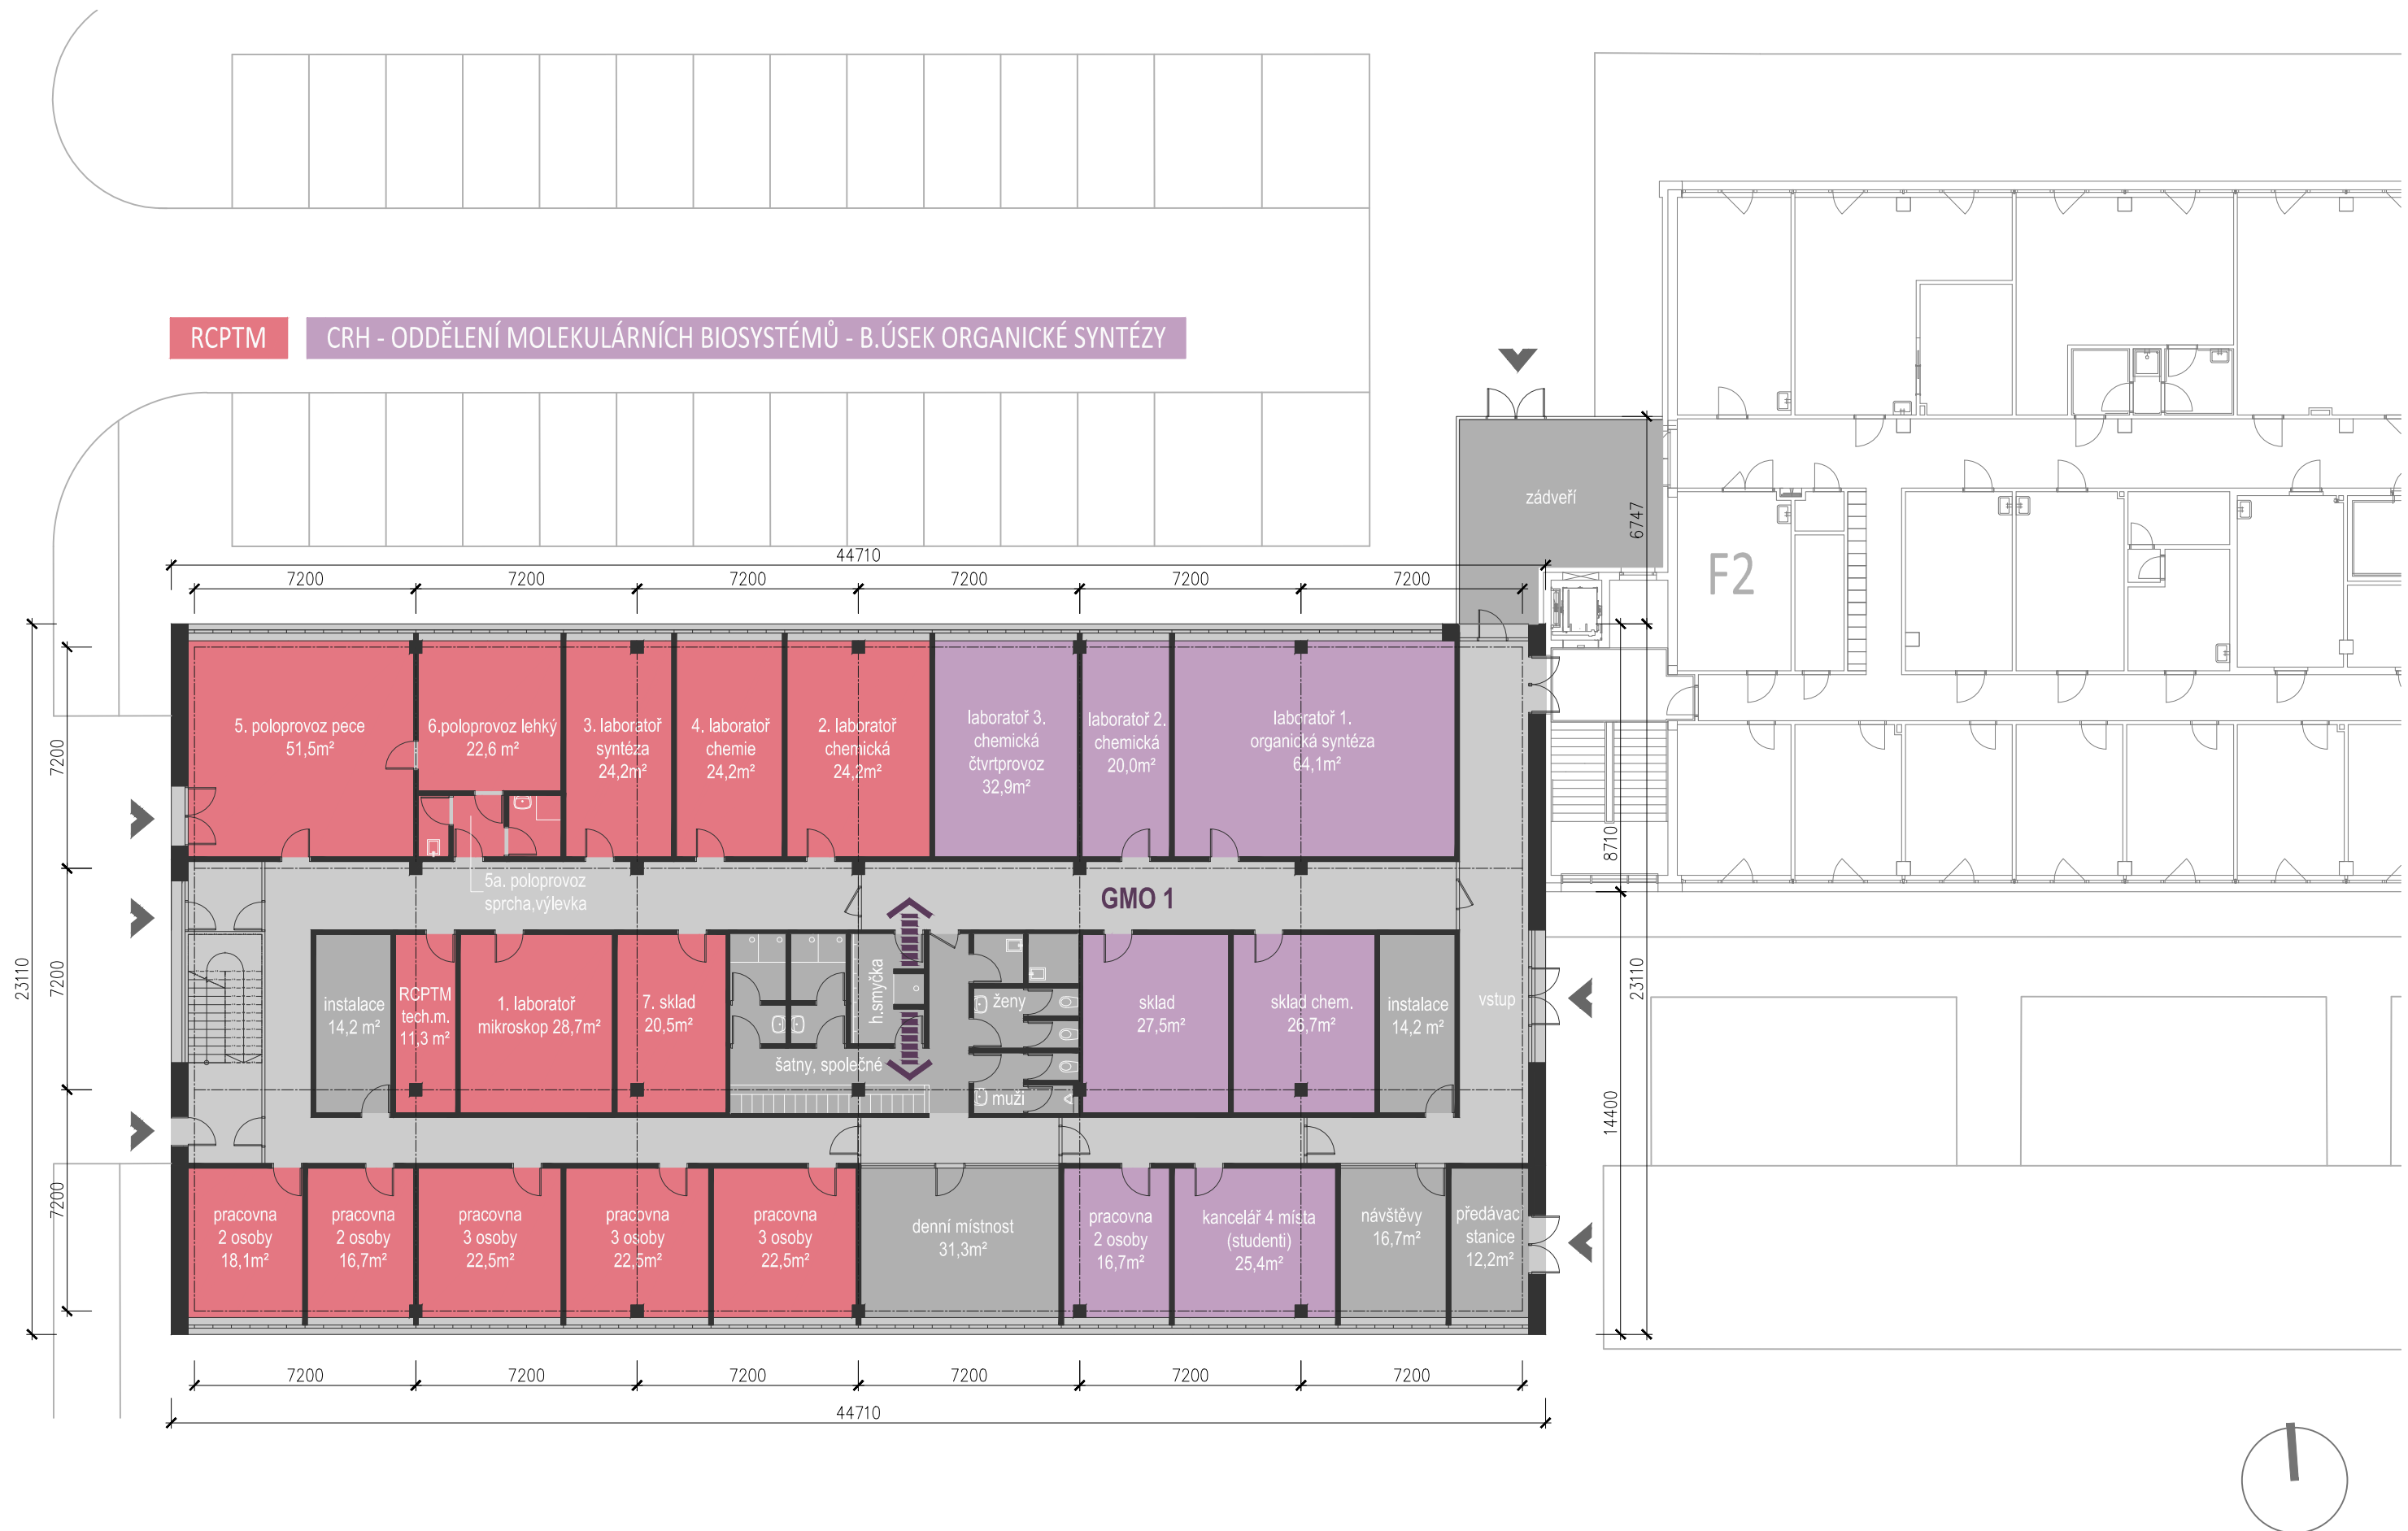 RCPTM
CRH - ODDĚLENÍ MOLEKULÁRNÍCH BIOSYSTÉMŮ - B.ÚSEK ORGANICKÉ SYNTÉZY
zádveří
6747
F2
44710
7200
7200
7200
7200
7200
7200
5. poloprovoz pece
51,5m²
6.poloprovoz lehký
22,6 m²
3. laboratoř
syntéza
24,2m²
4. laboratoř
chemie
24,2m²
2. laboratoř
chemická
24,2m²
laboratoř 3.
chemická
čtvrtprovoz
32,9m²
laboratoř 2.
chemická
20,0m²
laboratoř 1.
organická syntéza
64,1m²
7200
8710
5a. poloprovoz
sprcha,výlevka
GMO 1
23110
7200
instalace
14,2 m²
RCPTM
tech.m.
11,3 m²
1. laboratoř
mikroskop 28,7m²
7. sklad
20,5m²
h.smyčka
šatny, společné
ženy
muži
sklad
27,5m²
sklad chem.
26,7m²
instalace
14,2 m²
vstup
23110
14400
7200
pracovna
2 osoby
18,1m²
pracovna
2 osoby
16,7m²
pracovna
3 osoby
22,5m²
pracovna
3 osoby
22,5m²
pracovna
3 osoby
22,5m²
denní místnost
31,3m²
pracovna
2 osoby
16,7m²
kancelář 4 místa
(studenti)
25,4m²
návštěvy
16,7m²
předávac
stanice
12,2m²
7200
7200
7200
7200
7200
7200
44710